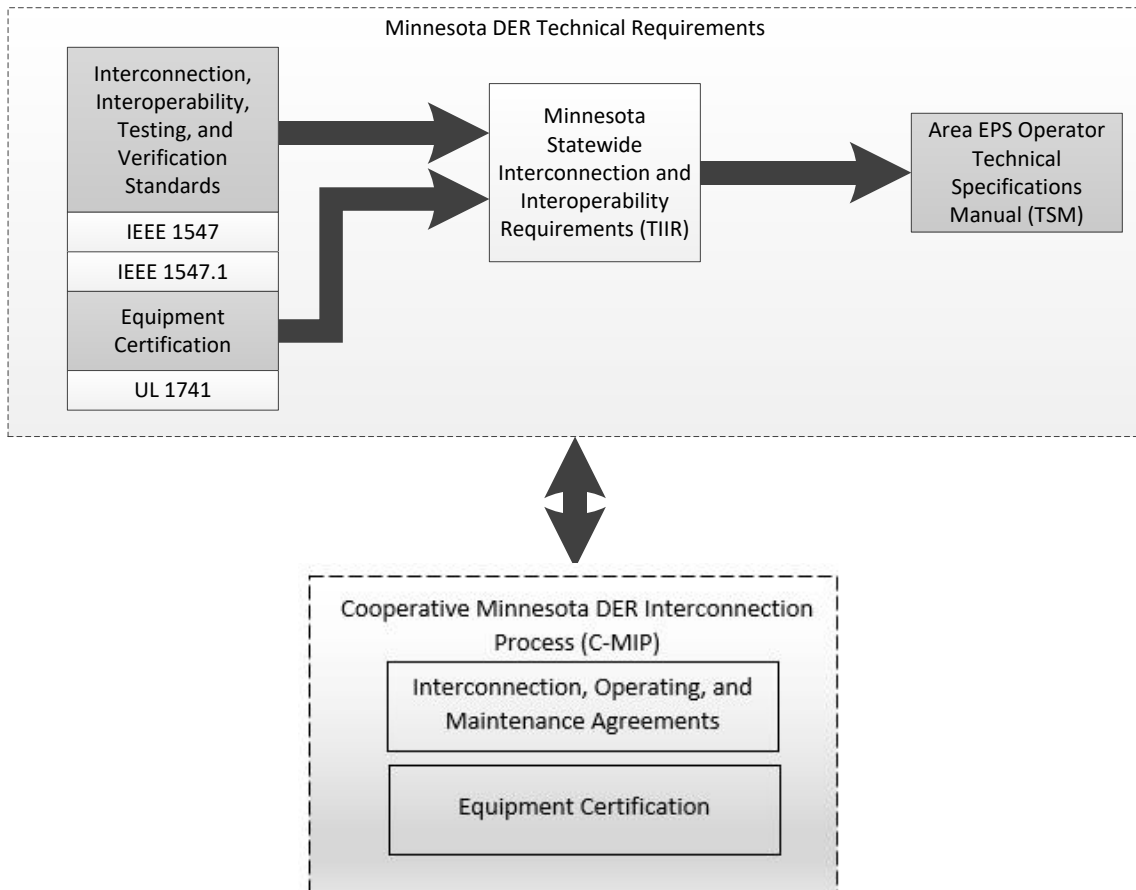 Minnesota DER Technical Requirements
Interconnection,
Interoperability,
Testing, and
Verification
Standards
IEEE 1547
IEEE 1547.1
Equipment
Certification
UL 1741
Minnesota
Statewide
Interconnection and
Interoperability
Requirements (TIIR)
Area EPS Operator
Technical
Specifications
Manual (TSM)
Cooperative Minnesota DER Interconnection
Process (C-MIP)
Interconnection, Operating, and
Maintenance Agreements
Equipment Certification